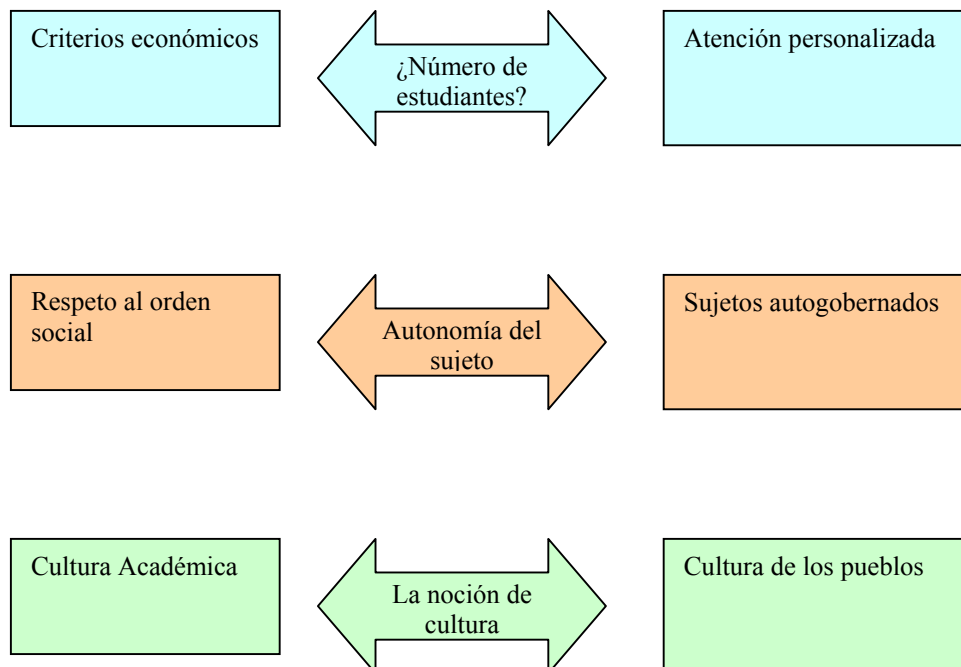 Criterios económicos
¿Número de
estudiantes?
Atención personalizada
Respeto al orden
social
Autonomía del
sujeto
Sujetos autogobernados
Cultura Académica
La noción de
cultura
Cultura de los pueblos